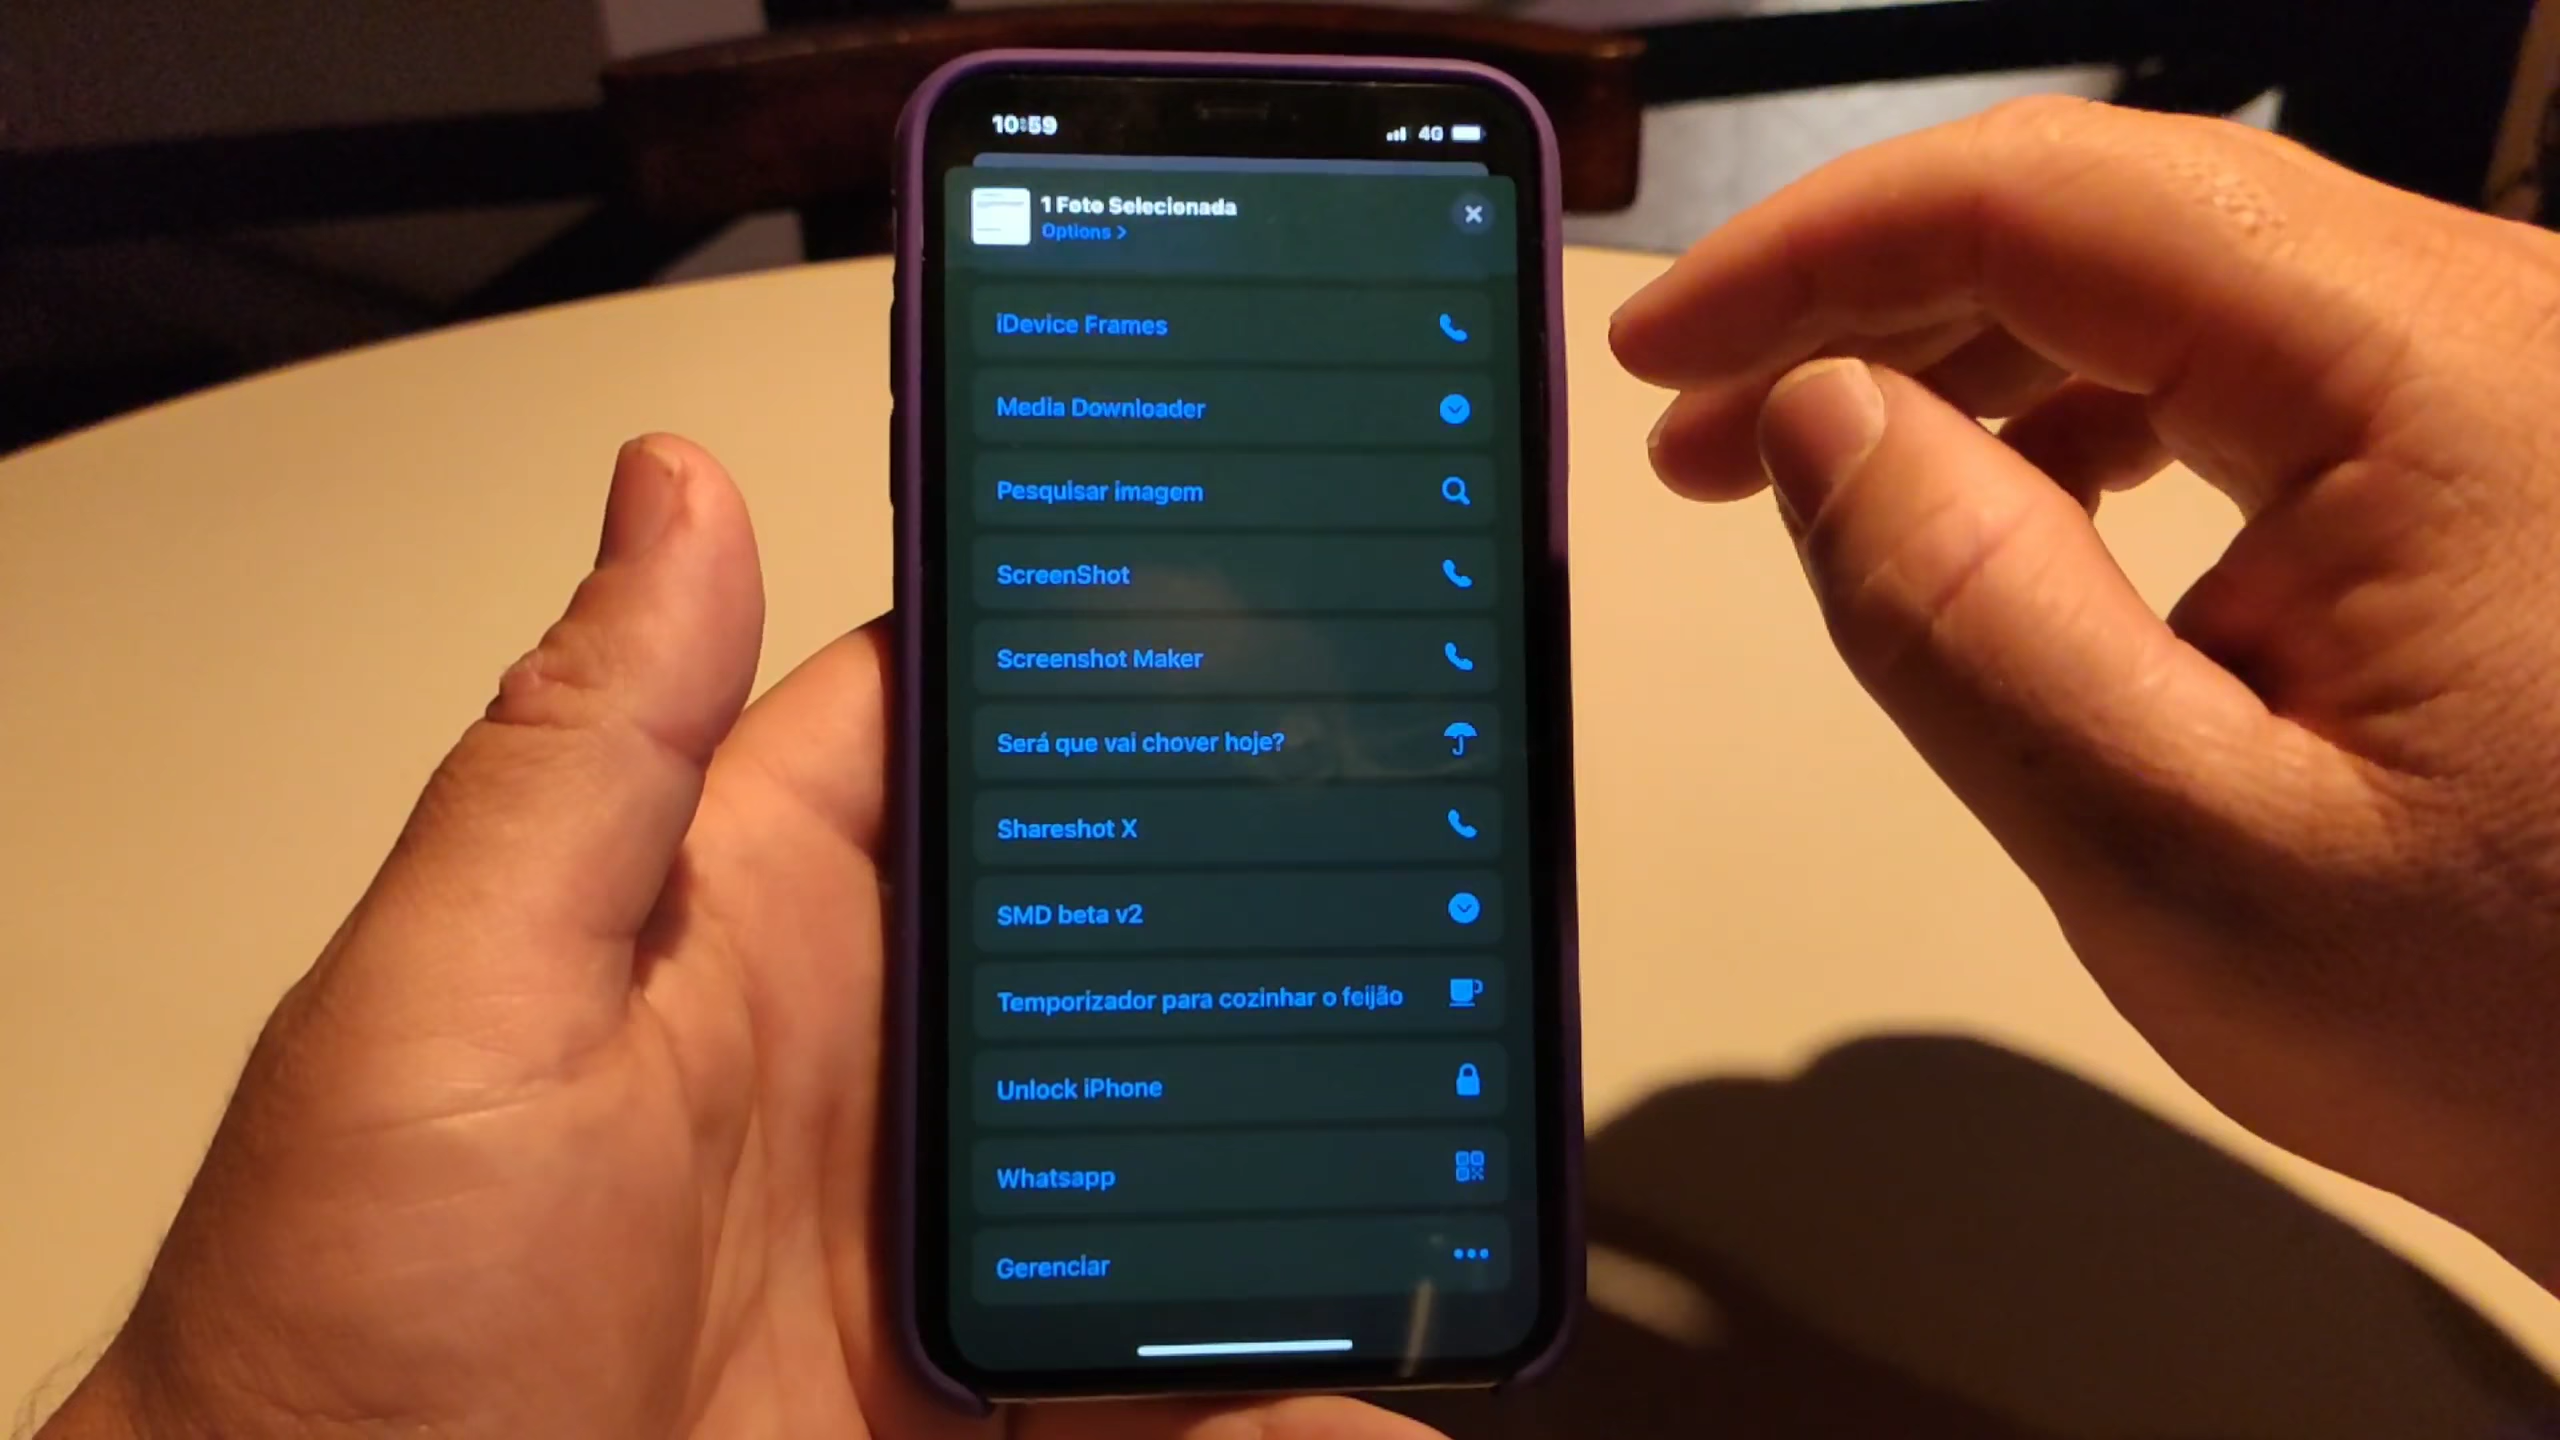 10:59
4G
1 Foto Selecionada
Options >
iDevice Frames
Media Downloader
Pesquisar imagem
ScreenShot
Screenshot Maker
Será que vai chover hoje?
Shareshot X
SMD beta v2
Temporizador para cozinhar o feijão
Unlock iPhone
Whatsapp
Gerenciar